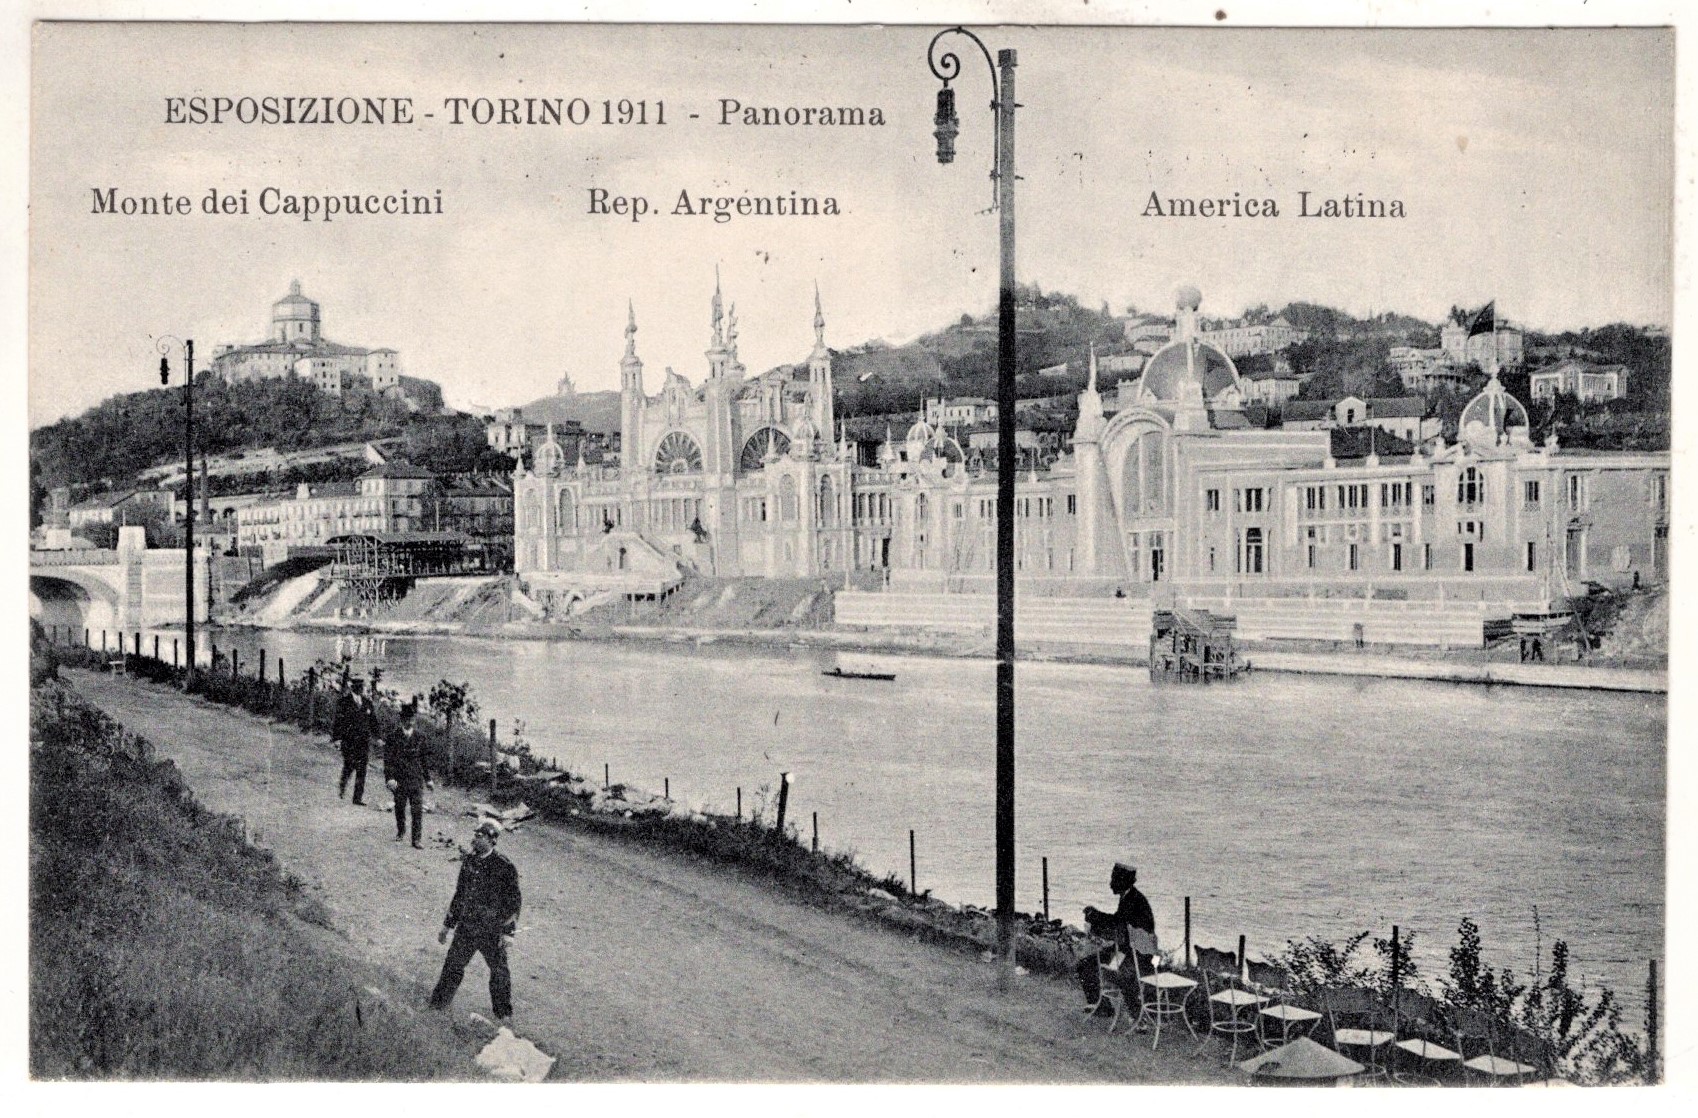 ESPOSIZIONE - TORINO 1911 - Panorama
Monte dei Cappuccini Rep. Argentina America Latina